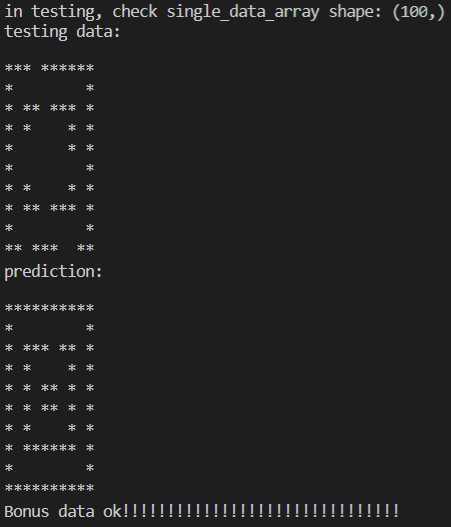 in testing, check single_data_array shape: (100,)
testing data:

*** ******
*        *
* ** *** *
* *    * *
*      * *
*        *
* *    * *
* ** *** *
*        *
** ***  **
prediction:

**********
*        *
* *** ** *
* *    * *
* * ** * *
* * ** * *
* *    * *
* ****** *
*        *
**********
Bonus data ok!!!!!!!!!!!!!!!!!!!!!!!!!!!!!!!